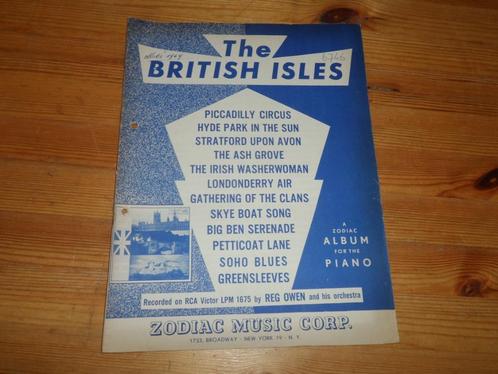 The
BRITISH ISLES
6746
PICCADILLY CIRCUS
HYDE PARK IN THE SUN
STRATFORD UPON AVON
THE ASH GROVE
THE IRISH WASHERWOMAN
LONDONDERRY AIR
GATHERING OF THE CLANS
SKYE BOAT SONG
BIG BEN SERENADE
PETTICOAT LANE
SOHO BLUES
GREENSLEEVES
A
ZODIAC
ALBUM
FOR THE
PIANO
Recorded on RCA Victor LPM 1675 by REG OWEN and his orchestra
ZODIAC MUSIC CORP.
1733, BROADWAY - NEW YORK 19 - N. Y.